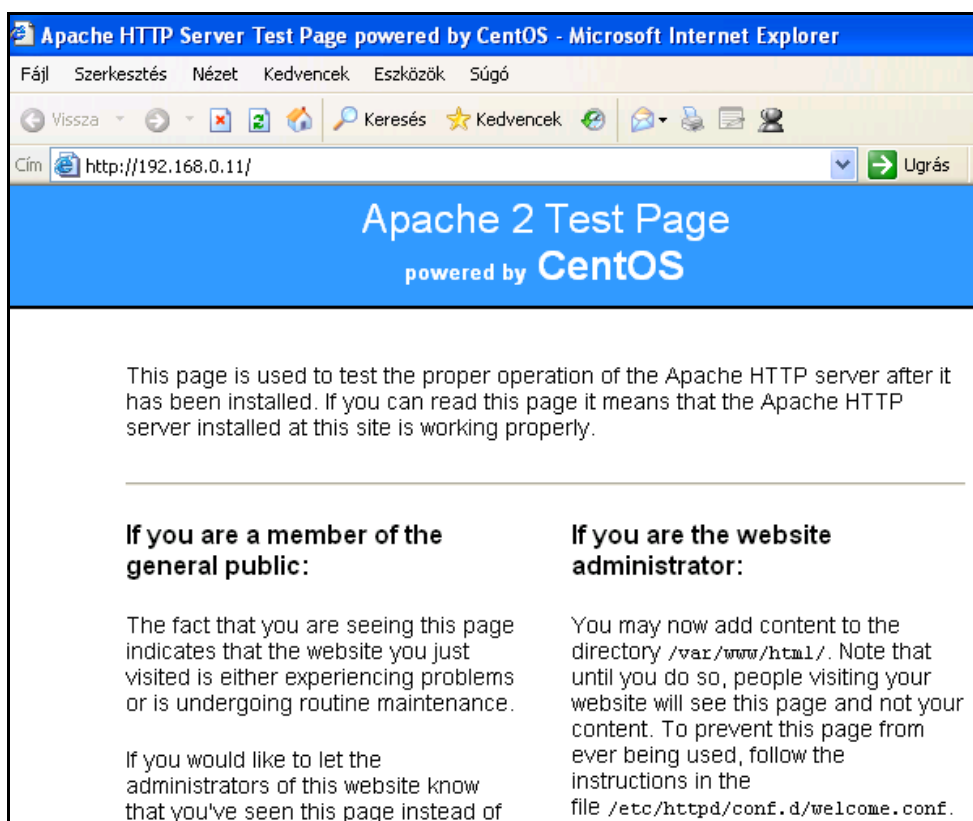 Apache HTTP Server Test Page powered by CentOS - Microsoft Internet Explorer
Fájl Szerkesztés Nézet Kedvencek Eszközök Súgó
Vissza Keresés Kedvencek
Cím http://192.168.0.11/ Ugrás
Apache 2 Test Page
powered by CentOS
This page is used to test the proper operation of the Apache HTTP server after it
has been installed. If you can read this page it means that the Apache HTTP
server installed at this site is working properly.
If you are a member of the
general public:
The fact that you are seeing this page
indicates that the website you just
visited is either experiencing problems
or is undergoing routine maintenance.
If you would like to let the
administrators of this website know
that you've seen this page instead of
If you are the website
administrator:
You may now add content to the
directory /var/www/html/. Note that
until you do so, people visiting your
website will see this page and not your
content. To prevent this page from
ever being used, follow the
instructions in the
file /etc/httpd/conf.d/welcome.conf.